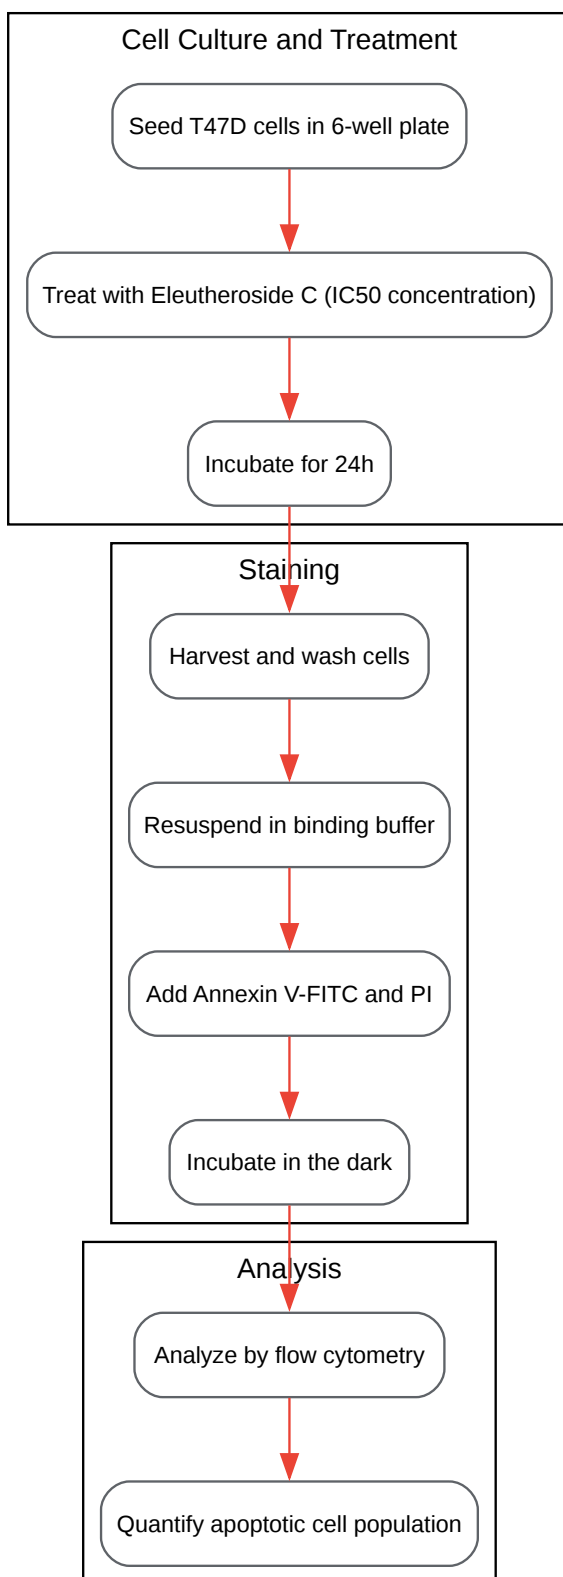 Cell Culture and Treatment
Seed T47D cells in 6-well plate
Treat with Eleutheroside C (IC50 concentration)
Incubate for 24h
Staining
Harvest and wash cells
Resuspend in binding buffer
Add Annexin V-FITC and PI
Incubate in the dark
Analysis
Analyze by flow cytometry
Quantify apoptotic cell population